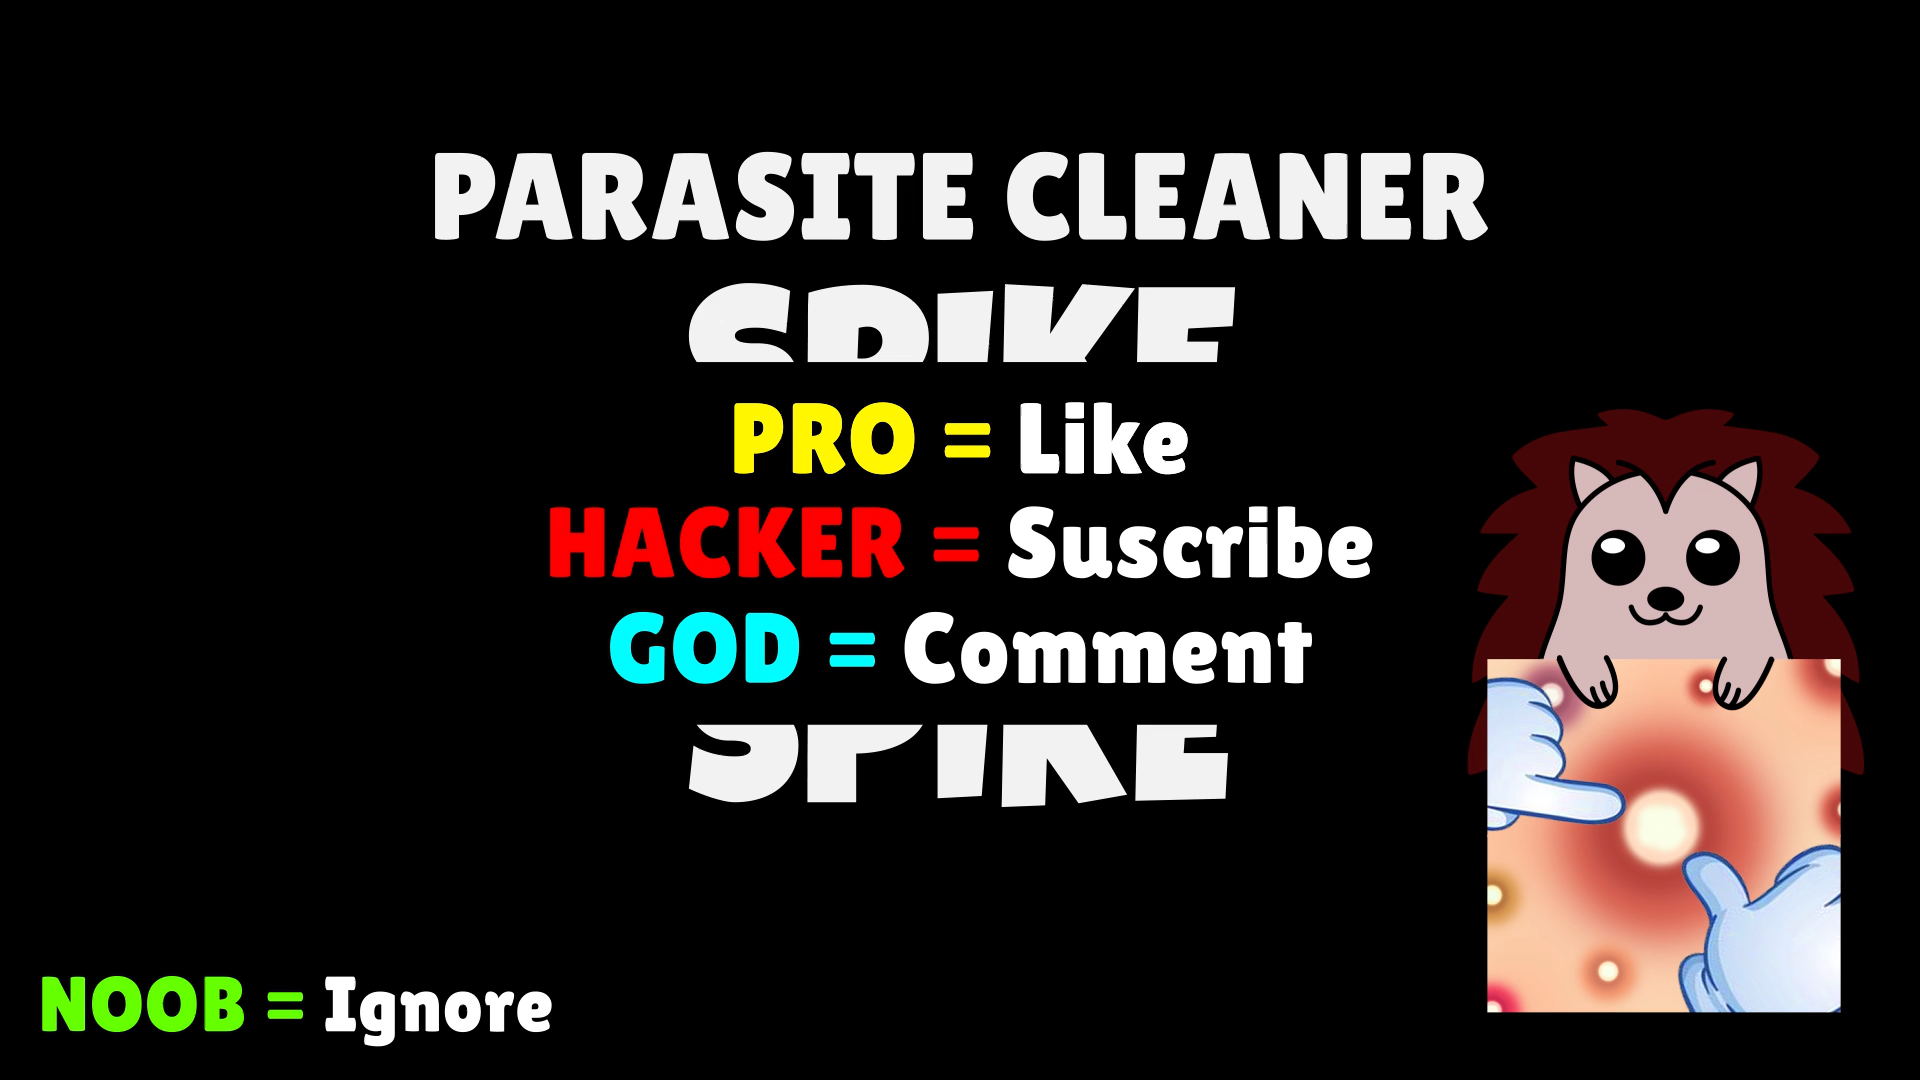 PARASITE CLEANER
SPIKE
PRO = Like
HACKER = Suscribe
GOD = Comment
SPIKE
NOOB = Ignore